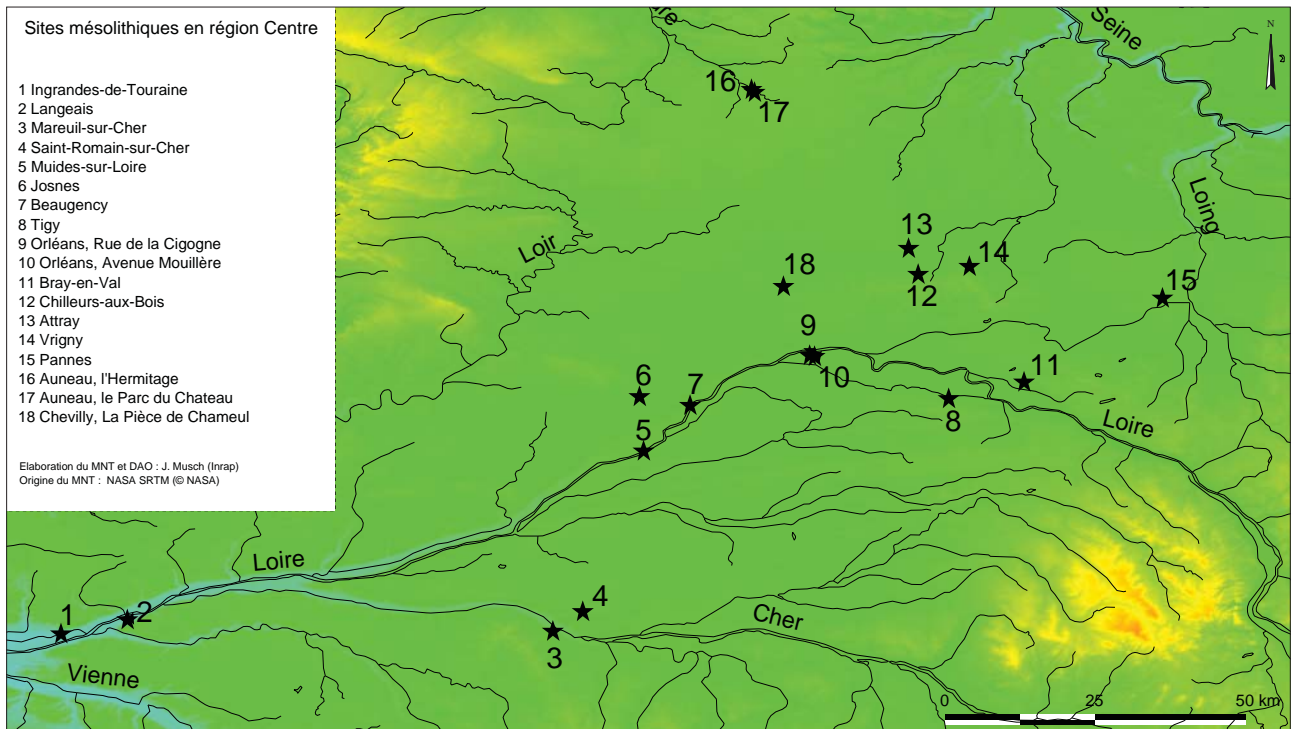 Sites mésolithiques en région Centre
1 Ingrandes-de-Touraine
2 Langeais
3 Mareuil-sur-Cher
4 Saint-Romain-sur-Cher
5 Muides-sur-Loire
6 Josnes
7 Beaugency
8 Tigy
9 Orléans, Rue de la Cigogne
10 Orléans, Avenue Mouillère
11 Bray-en-Val
12 Chilleurs-aux-Bois
13 Attray
14 Vrigny
15 Pannes
16 Auneau, l'Hermitage
17 Auneau, le Parc du Chateau
18 Chevilly, La Pièce de Chameul
Elaboration du MNT et DAO : J. Musch (Inrap)
Origine du MNT : NASA SRTM (© NASA)
Seine
N
16
17
Loing
Loir
13
14
18
12
15
9
10
11
6
7
8
Loire
5
Loire
4
1
2
Cher
3
Vienne
0 25 50 km